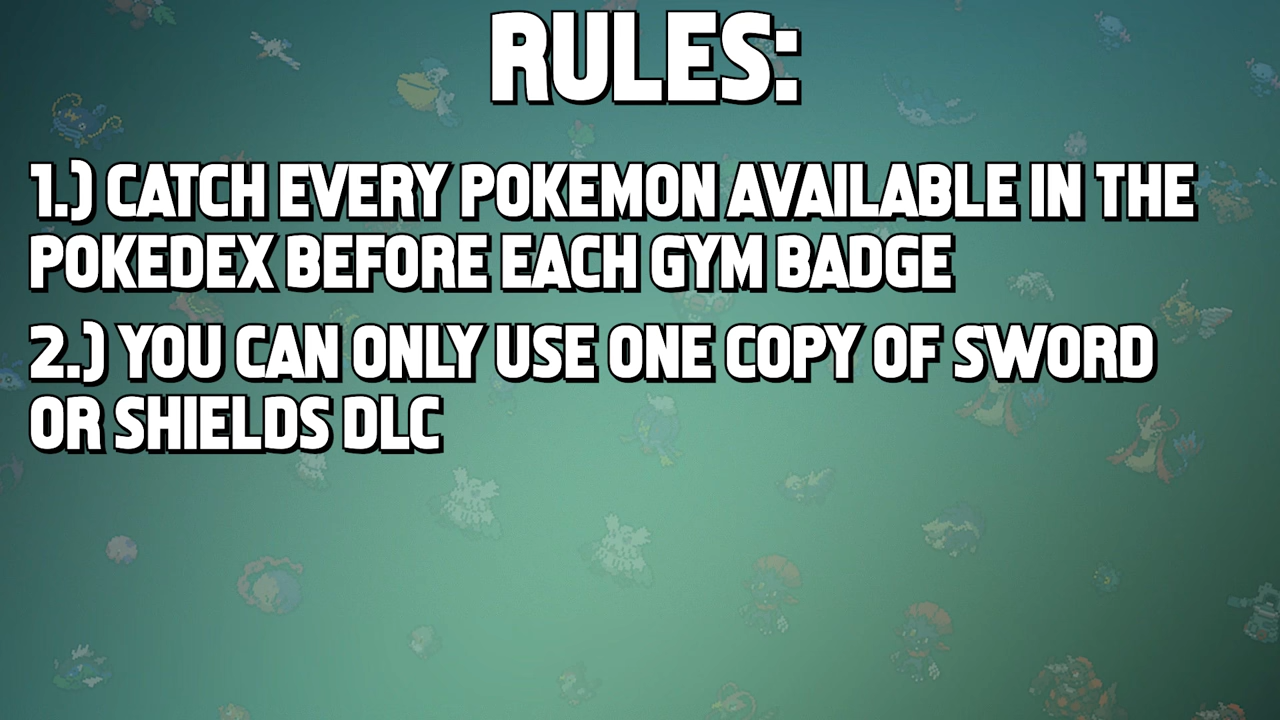 RULES:
1.) CATCH EVERY POKEMON AVAILABLE IN THE
POKEDEX BEFORE EACH GYM BADGE
2.) YOU CAN ONLY USE ONE COPY OF SWORD
OR SHIELDS DLC